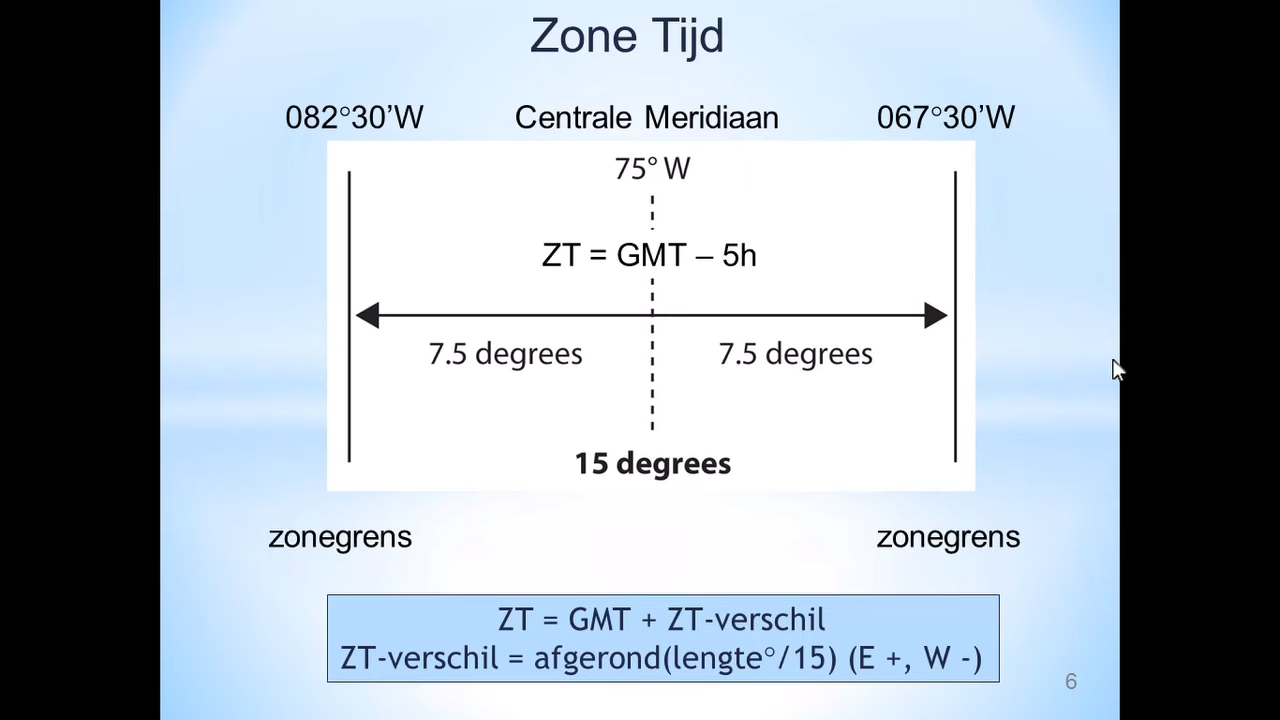 Zone Tijd
082°30’W Centrale Meridiaan 067°30’W
75° W
ZT = GMT – 5h
7.5 degrees 7.5 degrees
15 degrees
zonegrens zonegrens
ZT = GMT + ZT-verschil
ZT-verschil = afgerond(lengte°/15) (E +, W -)
6